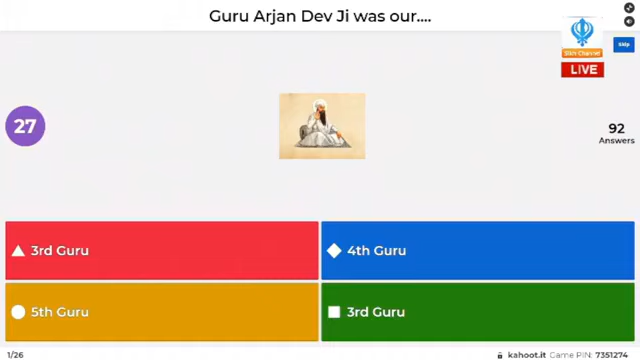 Guru Arjan Dev Ji was our....
Skip
Sikh Channel
LIVE
27
92
Answers
3rd Guru
4th Guru
5th Guru
3rd Guru
1/26
kahoot.it Game PIN: 7351274